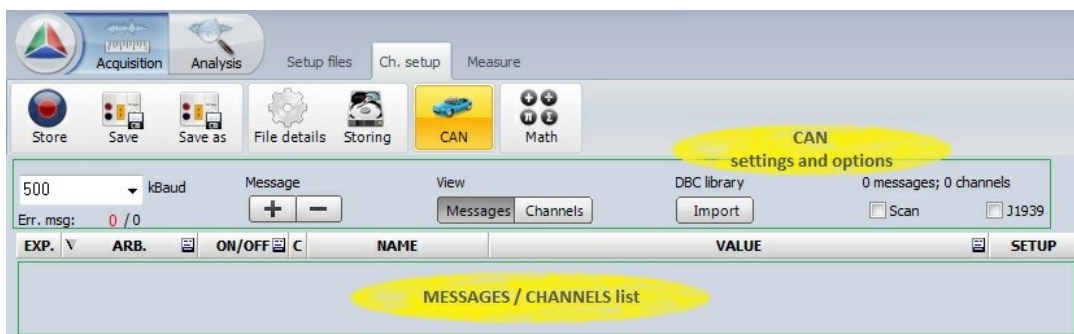 Acquisition
Analysis
Setup files
Ch. setup
Measure
Store
Save
Save as
File details
Storing
CAN
Math
CAN
settings and options
500
kBaud
Message
View
DBC library
0 messages; 0 channels
+
−
Messages
Channels
Import
Scan
J1939
Err. msg: 0 / 0
EXP. ARB. ON/OFF C NAME VALUE SETUP
MESSAGES / CHANNELS list